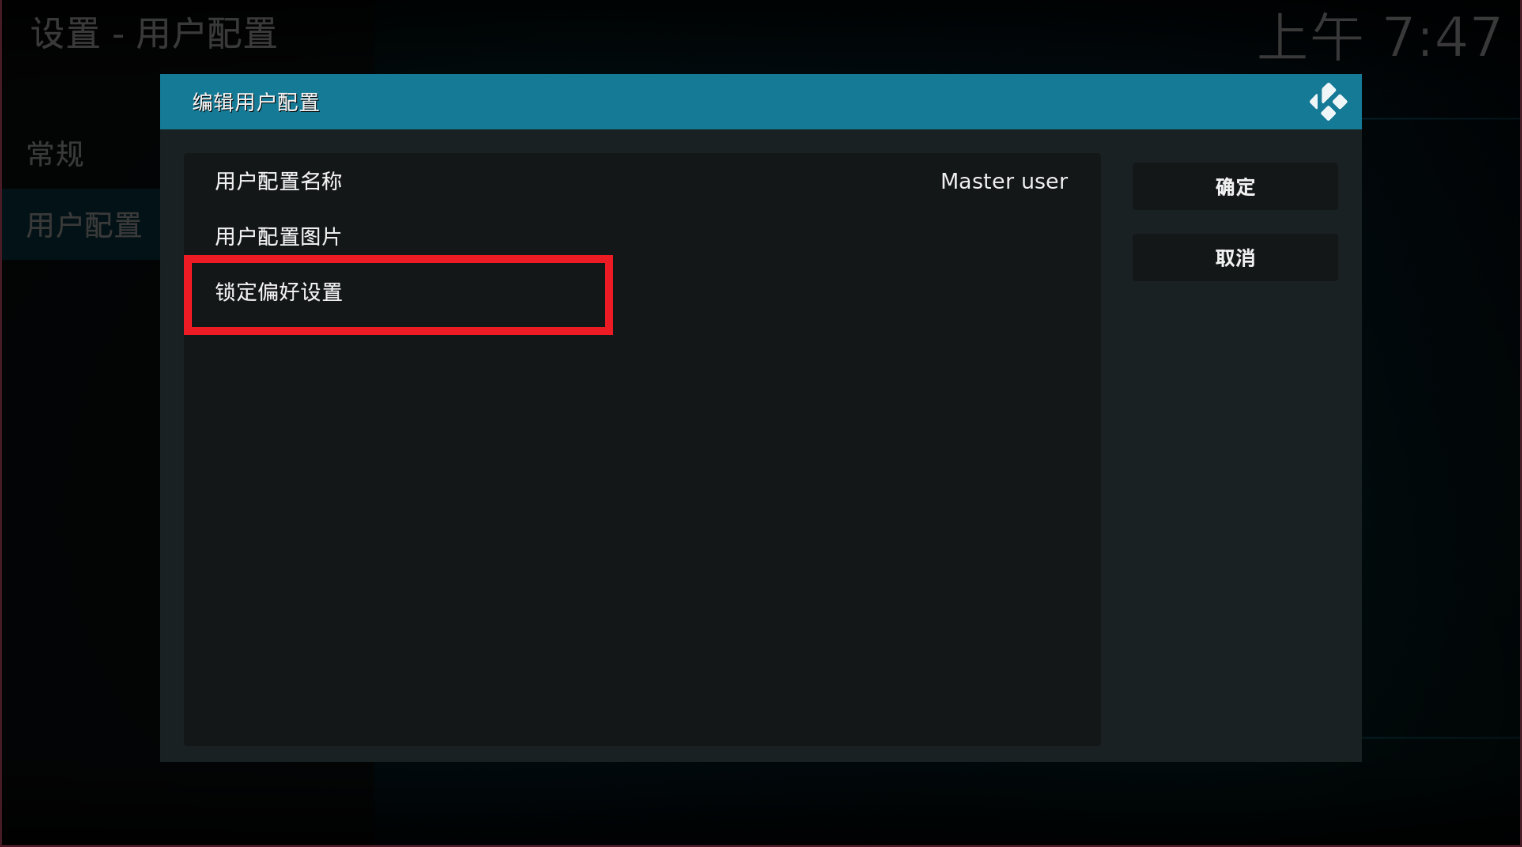 设置 - 用户配置
上午 7:47
编辑用户配置
常规
用户配置
用户配置名称 Master user
用户配置图片
锁定偏好设置
确定
取消